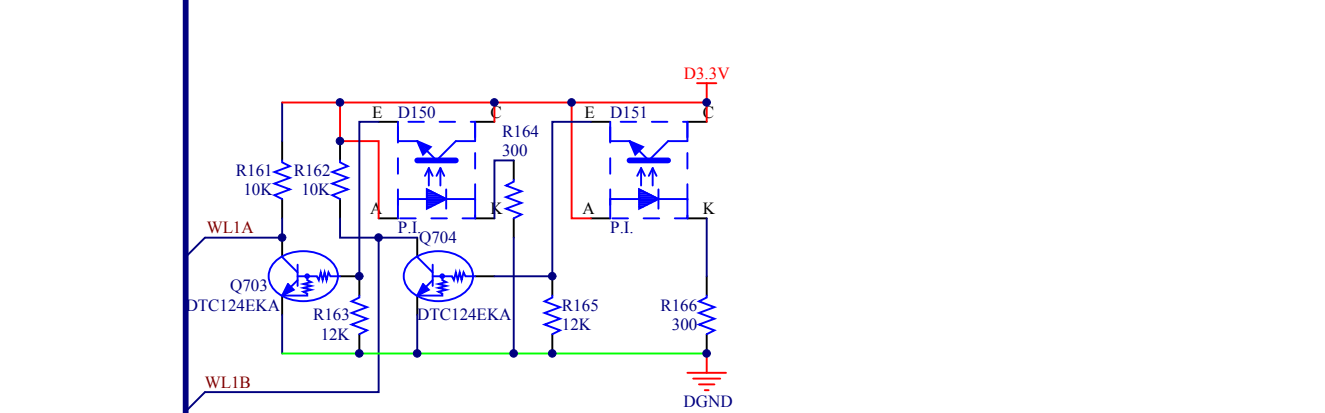 D3.3V
E D150 C E D151 C
R164
300
R161 R162
10K 10K
A K A K
P.I. P.I.
WL1A
Q704
Q703
DTC124EKA R163 DTC124EKA R165 R166
12K 12K 300
WL1B
DGND